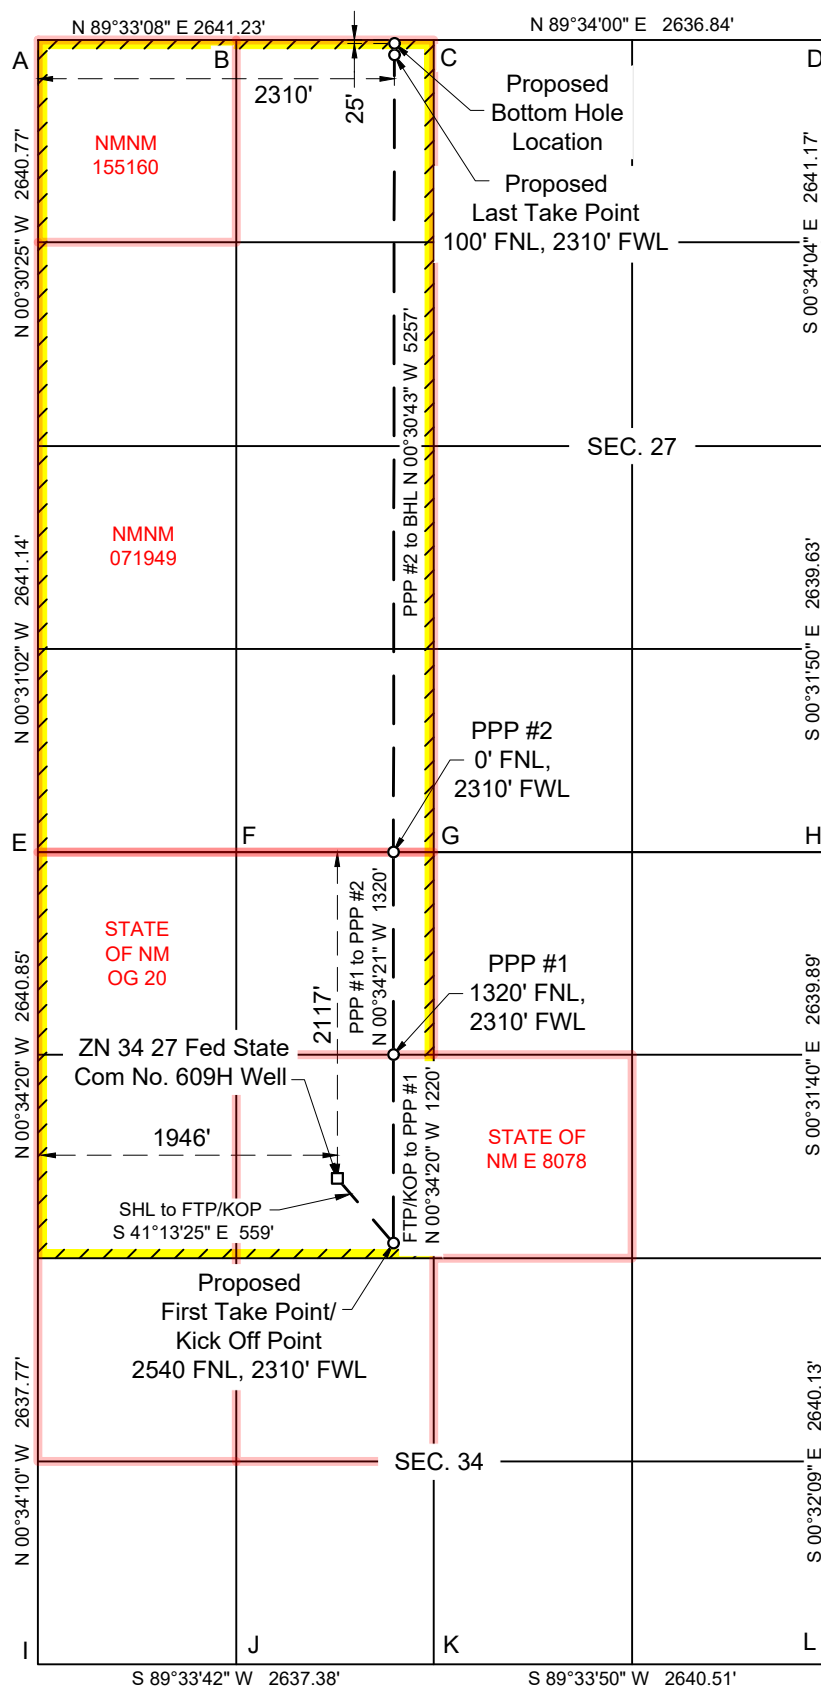 N 89°33'08" E 2641.23'
N 89°34'00" E 2636.84'
A
B
C
D
2310'
25'
Proposed
Bottom Hole
Location
NMNM
155160
Proposed
Last Take Point
100' FNL, 2310' FWL
N 00°30'25" W 2640.77'
S 00°34'04" E 2641.17'
PPP #2 to BHL N 00°30'43" W 5257'
SEC. 27
NMNM
071949
N 00°31'02" W 2641.14'
S 00°31'50" E 2639.63'
PPP #2
0' FNL,
2310' FWL
E
F
G
H
STATE
OF NM
OG 20
2117'
PPP #1 to PPP #2
N 00°34'21" W 1320'
PPP #1
1320' FNL,
2310' FWL
N 00°34'20" W 2640.85'
S 00°31'40" E 2639.89'
ZN 34 27 Fed State
Com No. 609H Well
1946'
FTP/KOP to PPP #1
N 00°34'20" W 1220'
STATE OF
NM E 8078
SHL to FTP/KOP
S 41°13'25" E 559'
Proposed
First Take Point/
Kick Off Point
2540 FNL, 2310' FWL
N 00°34'10" W 2637.77'
S 00°32'09" E 2640.13'
SEC. 34
I
J
K
L
S 89°33'42" W 2637.38'
S 89°33'50" W 2640.51'